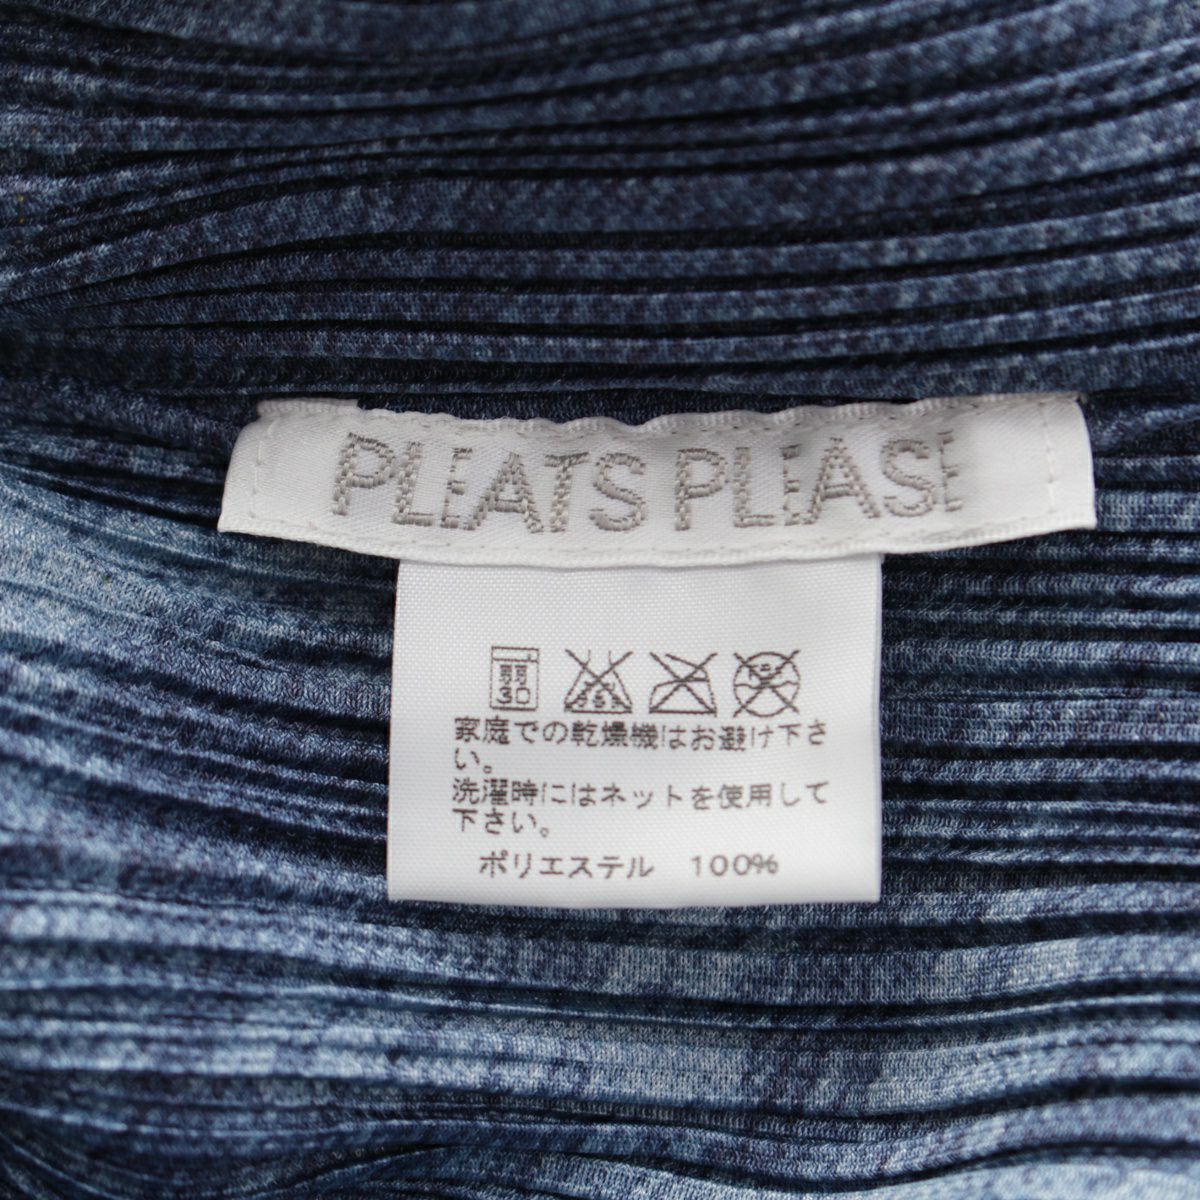 PLEATS PLEASE
弱
30
家庭での乾燥機はお避け下さ
い。
洗濯時にはネットを使用して
下さい。
ポリエステル 100%